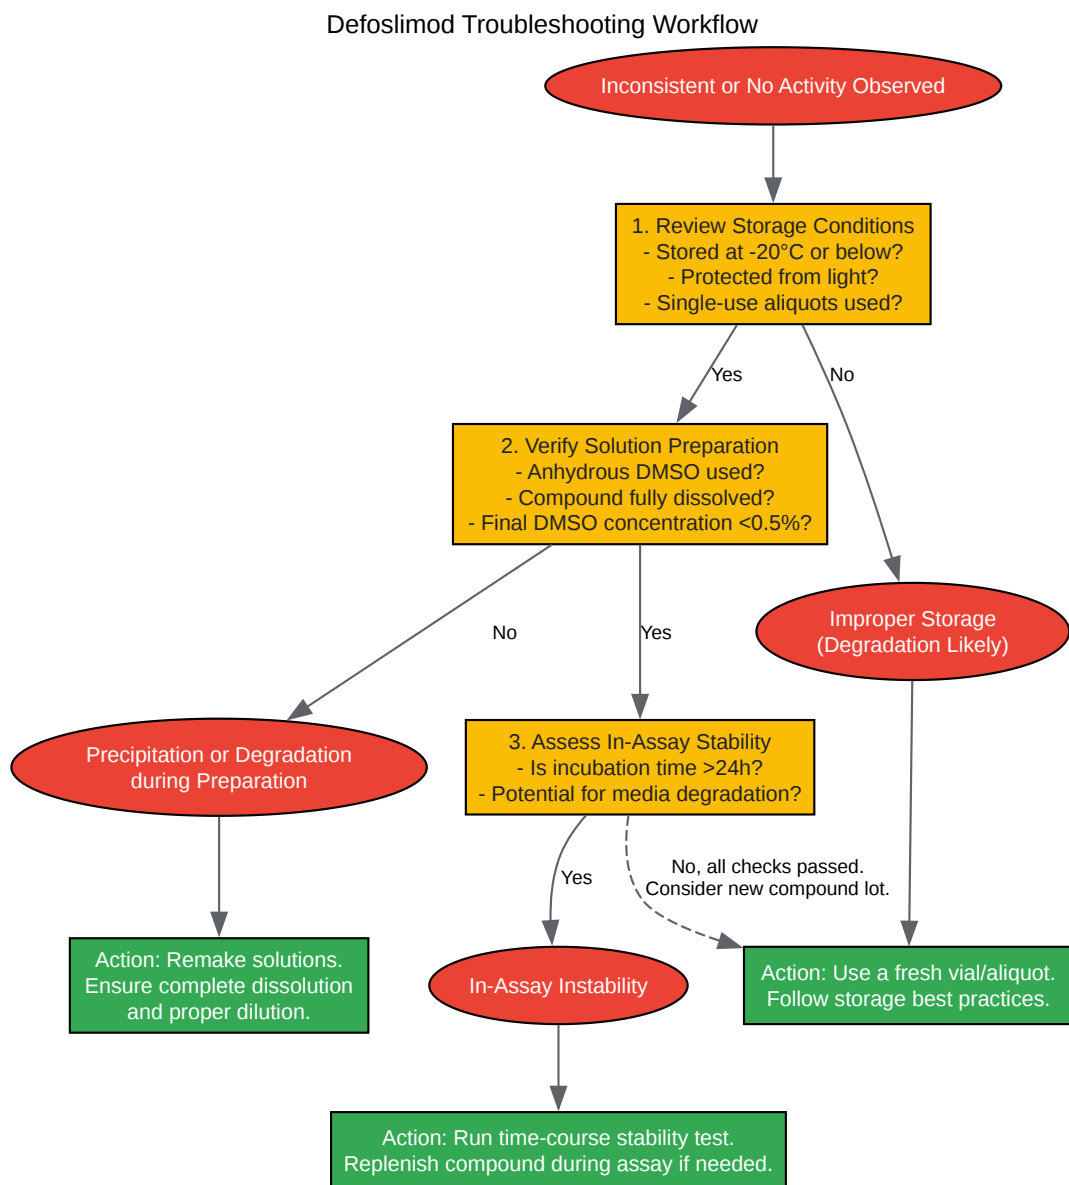 Defoslimod Troubleshooting Workflow
Inconsistent or No Activity Observed
1. Review Storage Conditions
- Stored at -20°C or below?
- Protected from light?
- Single-use aliquots used?
Yes
No
2. Verify Solution Preparation
- Anhydrous DMSO used?
- Compound fully dissolved?
- Final DMSO concentration <0.5%?
No
Yes
Improper Storage
(Degradation Likely)
Precipitation or Degradation
during Preparation
3. Assess In-Assay Stability
- Is incubation time >24h?
- Potential for media degradation?
Yes
No, all checks passed.
Consider new compound lot.
Action: Remake solutions.
Ensure complete dissolution
and proper dilution.
In-Assay Instability
Action: Use a fresh vial/aliquot.
Follow storage best practices.
Action: Run time-course stability test.
Replenish compound during assay if needed.